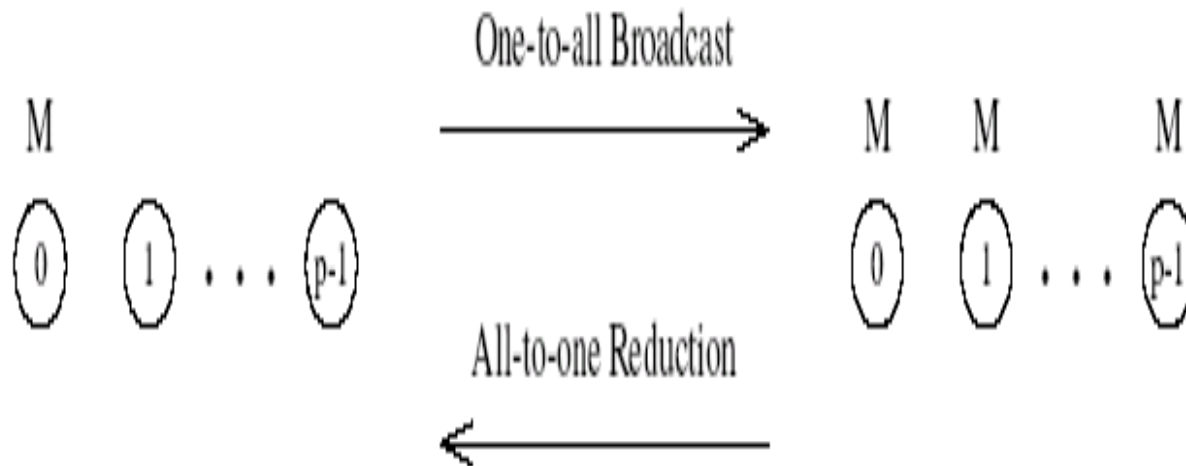 One-to-all Broadcast
M M M M
0 1 . . . p-1 0 1 . . . p-1
All-to-one Reduction